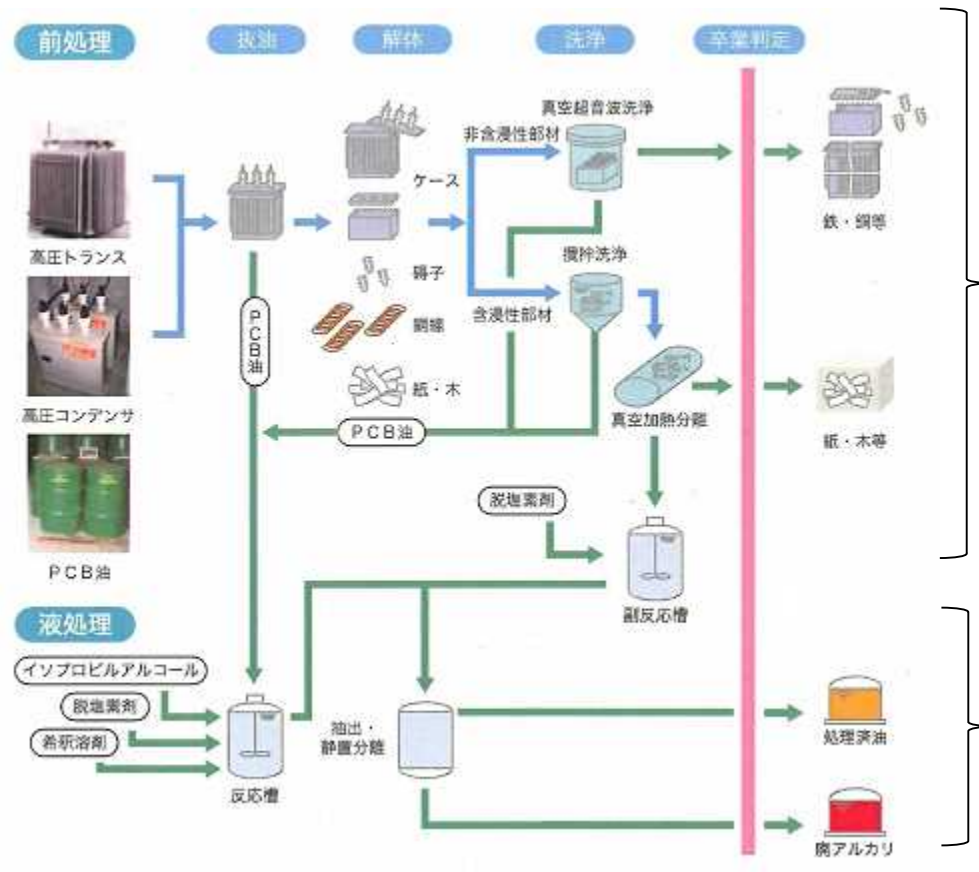 前処理
抜油
解体
洗浄
卒業判定
真空超音波洗浄
非含浸性部材
ケース
高圧トランス
碍子
攪拌洗浄
含浸性部材
銅線
鉄・銅等
PCB油
高圧コンデンサ
紙・木
PCB油
真空加熱分離
紙・木等
脱塩素剤
PCB油
副反応槽
液処理
イソプロピルアルコール
脱塩素剤
希釈溶剤
抽出・
静置分離
処理済油
反応槽
廃アルカリ